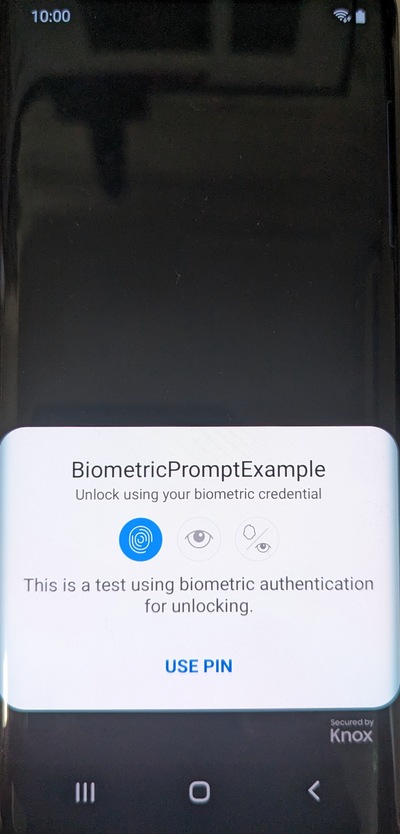 10:00
BiometricPromptExample
Unlock using your biometric credential
This is a test using biometric authentication
for unlocking.
USE PIN
Secured by
Knox